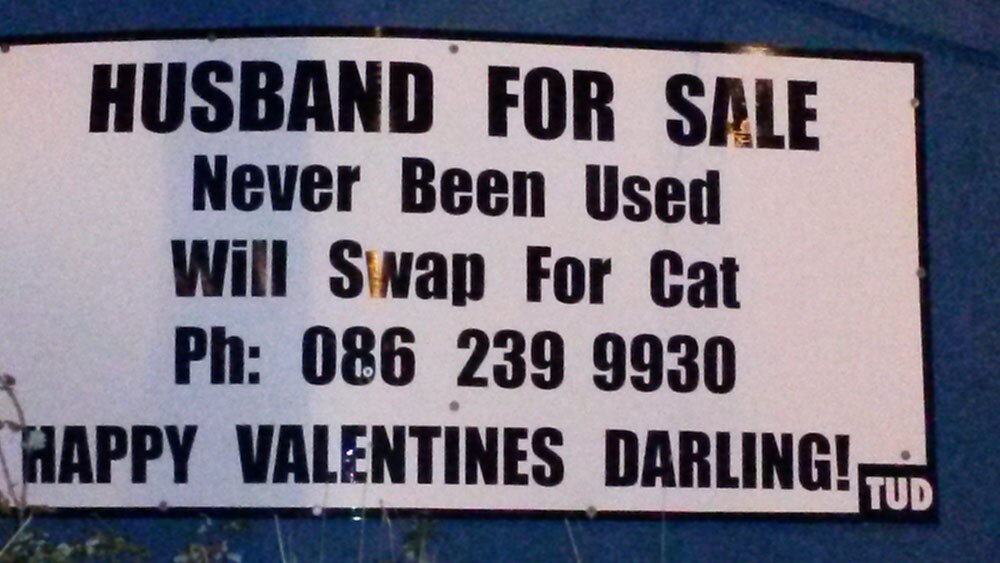 HUSBAND FOR SALE
Never Been Used
Will Swap For Cat
Ph: 086 239 9930
HAPPY VALENTINES DARLING!
TUD